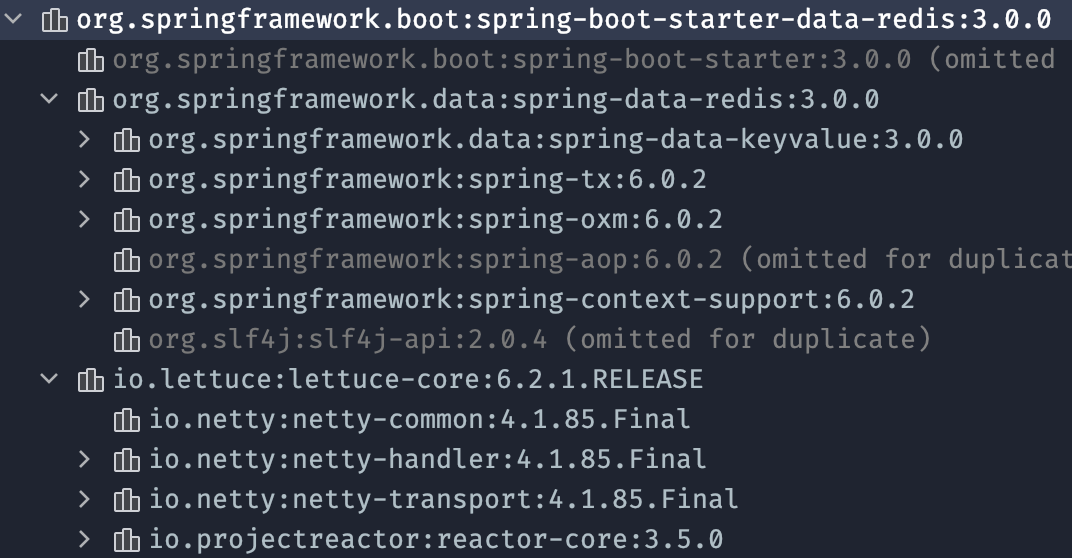 org.springframework.boot:spring-boot-starter-data-redis:3.0.0
org.springframework.boot:spring-boot-starter:3.0.0 (omitted
org.springframework.data:spring-data-redis:3.0.0
org.springframework.data:spring-data-keyvalue:3.0.0
org.springframework:spring-tx:6.0.2
org.springframework:spring-oxm:6.0.2
org.springframework:spring-aop:6.0.2 (omitted for duplicat
org.springframework:spring-context-support:6.0.2
org.slf4j:slf4j-api:2.0.4 (omitted for duplicate)
io.lettuce:lettuce-core:6.2.1.RELEASE
io.netty:netty-common:4.1.85.Final
io.netty:netty-handler:4.1.85.Final
io.netty:netty-transport:4.1.85.Final
io.projectreactor:reactor-core:3.5.0